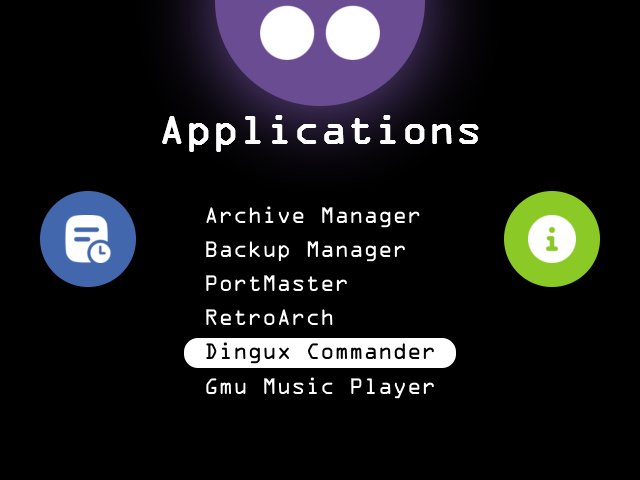 Applications
Archive Manager
Backup Manager
PortMaster
RetroArch
Dingux Commander
Gmu Music Player